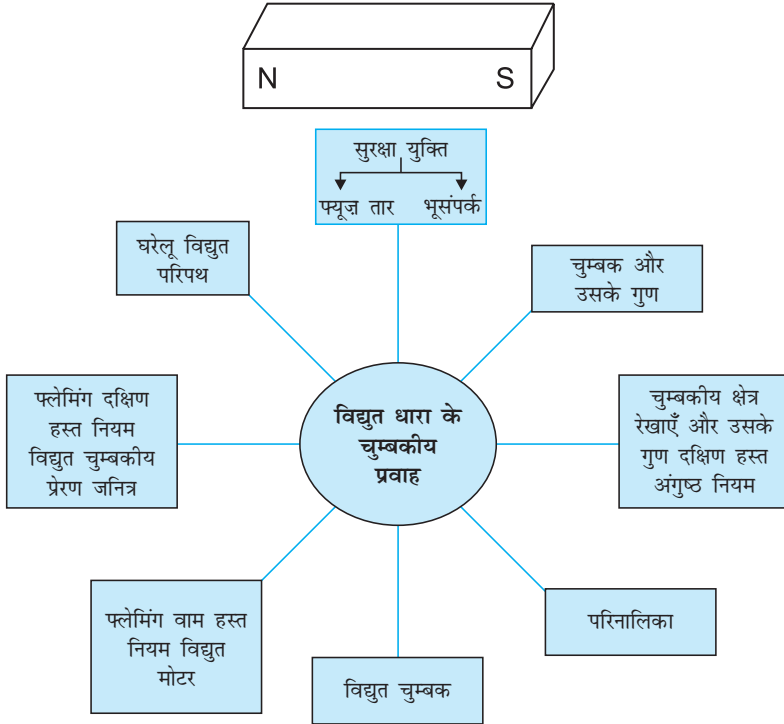 N S
सुरक्षा युक्ति
फ्यूज़ तार भूसंपर्क
घरेलू विद्युत
परिपथ
चुम्बक और
उसके गुण
फ्लेमिंग दक्षिण
हस्त नियम
विद्युत चुम्बकीय
प्रेरण जनित्र
विद्युत धारा के
चुम्बकीय
प्रवाह
चुम्बकीय क्षेत्र
रेखाएँ और उसके
गुण दक्षिण हस्त
अंगुष्ठ नियम
फ्लेमिंग वाम हस्त
नियम विद्युत
मोटर
विद्युत चुम्बक
परिनालिका